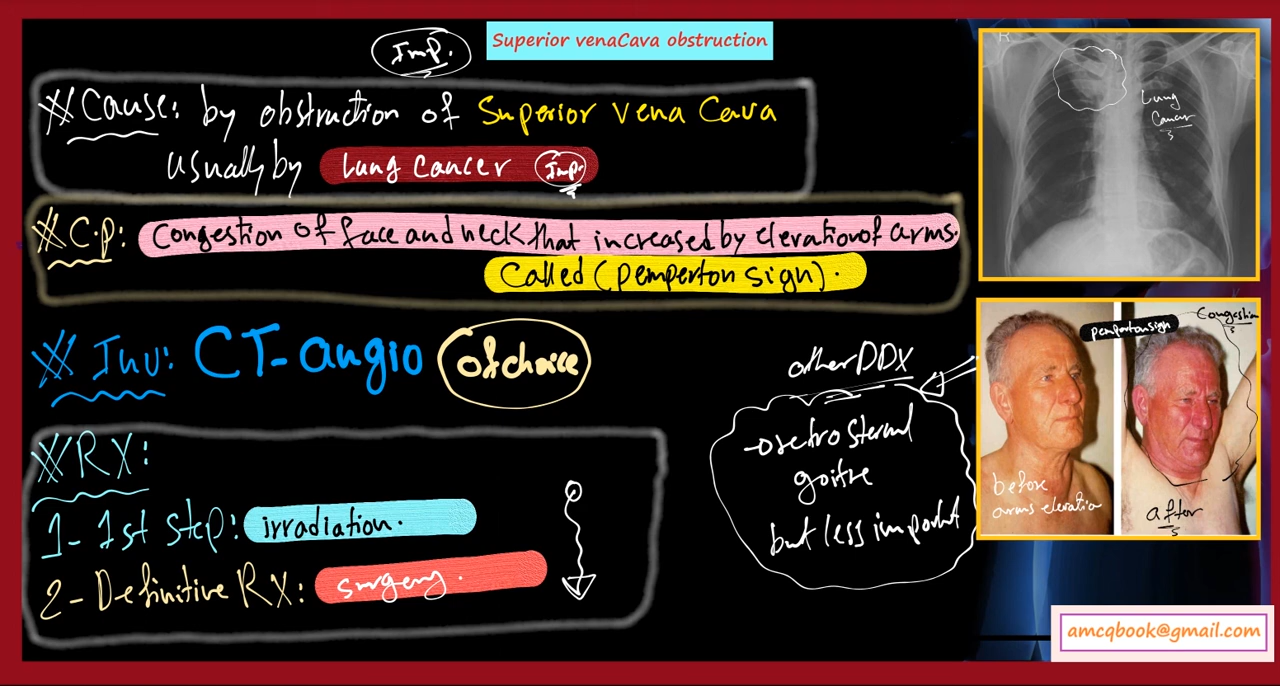 Superior venaCava obstruction
Imp.
Cause: by obstruction of Superior vena Cava
usually by Lung Cancer Imp.
C.p: Congestion of face and neck that increased by elevation of arms.
Called (pemperton sign).
Inv: CT-angio of choice
RX:
1- 1st step: irradiation.
2- Definitive RX: surgery.
other DDX
goitre
but less
R
Lung
Cancer
pemperton sign
Congestion
before
arms elevation
after
amcqbook@gmail.com